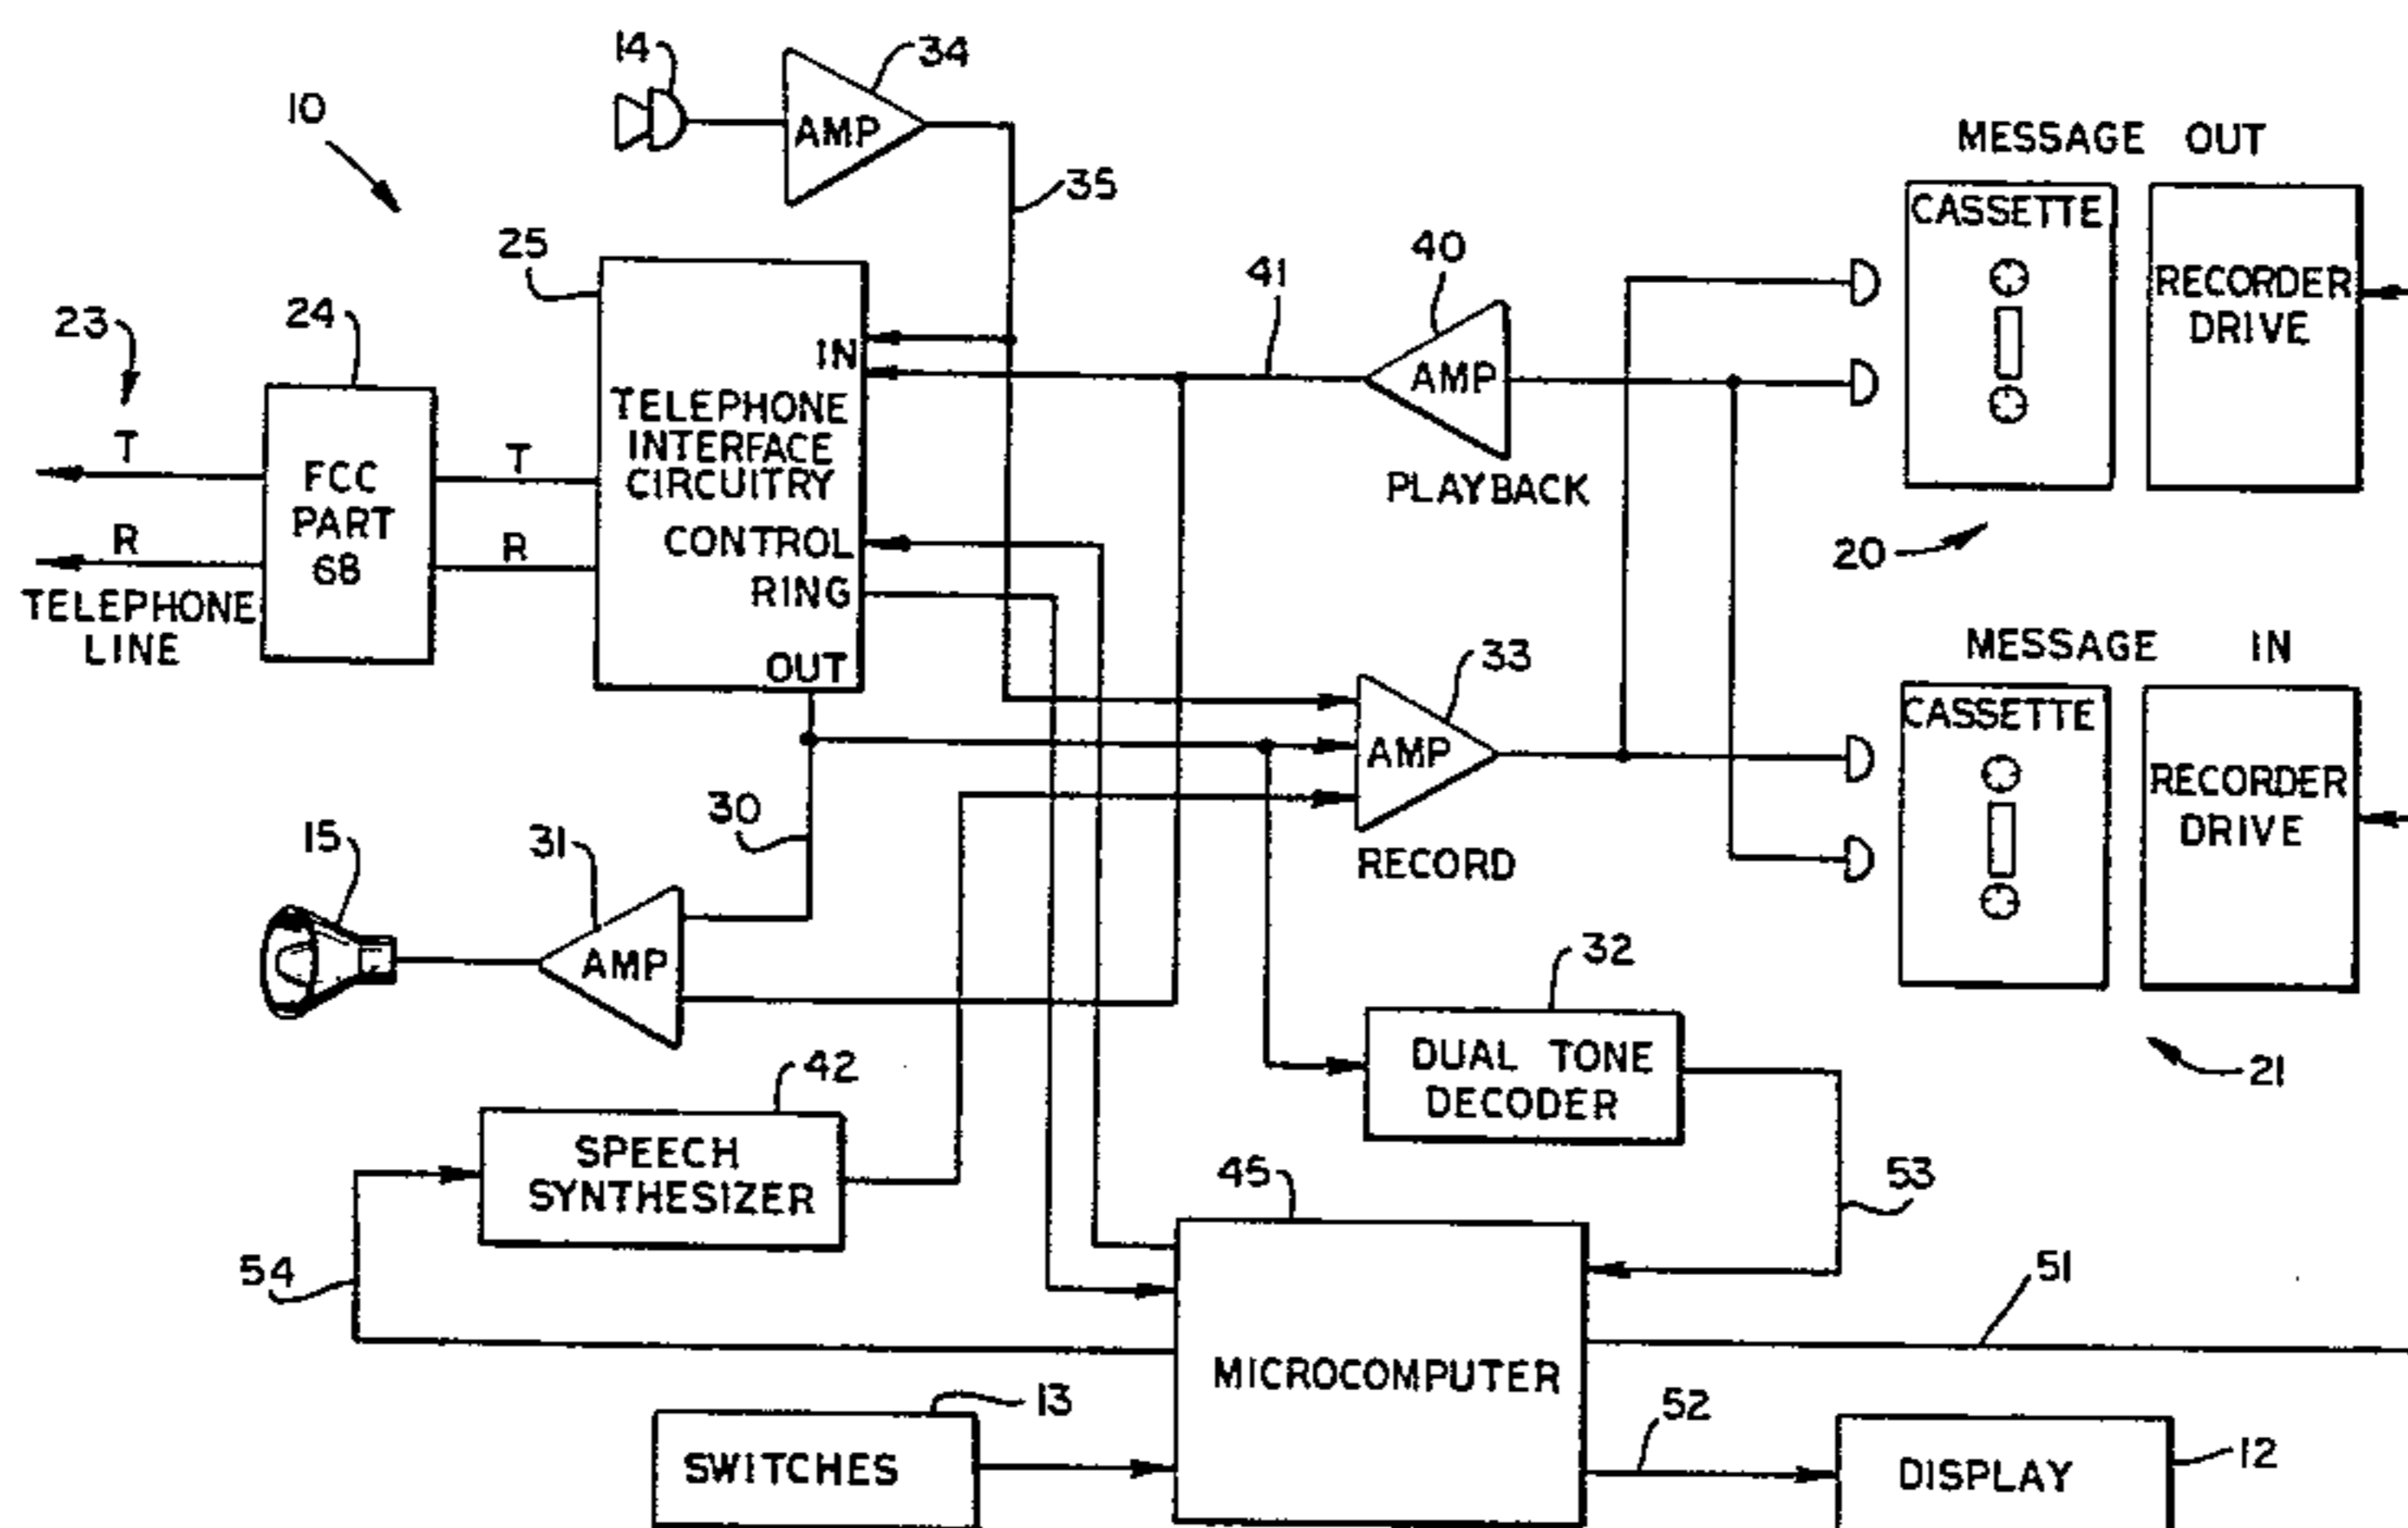 14
34
AMP
10
35
MESSAGE OUT
CASSETTE
RECORDER
DRIVE
25
40
41
23
24
IN
AMP
TELEPHONE
INTERFACE
CIRCUITRY
PLAYBACK
T
T
FCC
PART
68
CONTROL
20
R
R
RING
TELEPHONE
LINE
OUT
33
MESSAGE IN
CASSETTE
RECORDER
DRIVE
AMP
30
RECORD
15
31
AMP
32
DUAL TONE
DECODER
21
42
SPEECH
SYNTHESIZER
45
53
54
51
MICROCOMPUTER
13
52
SWITCHES
DISPLAY
12